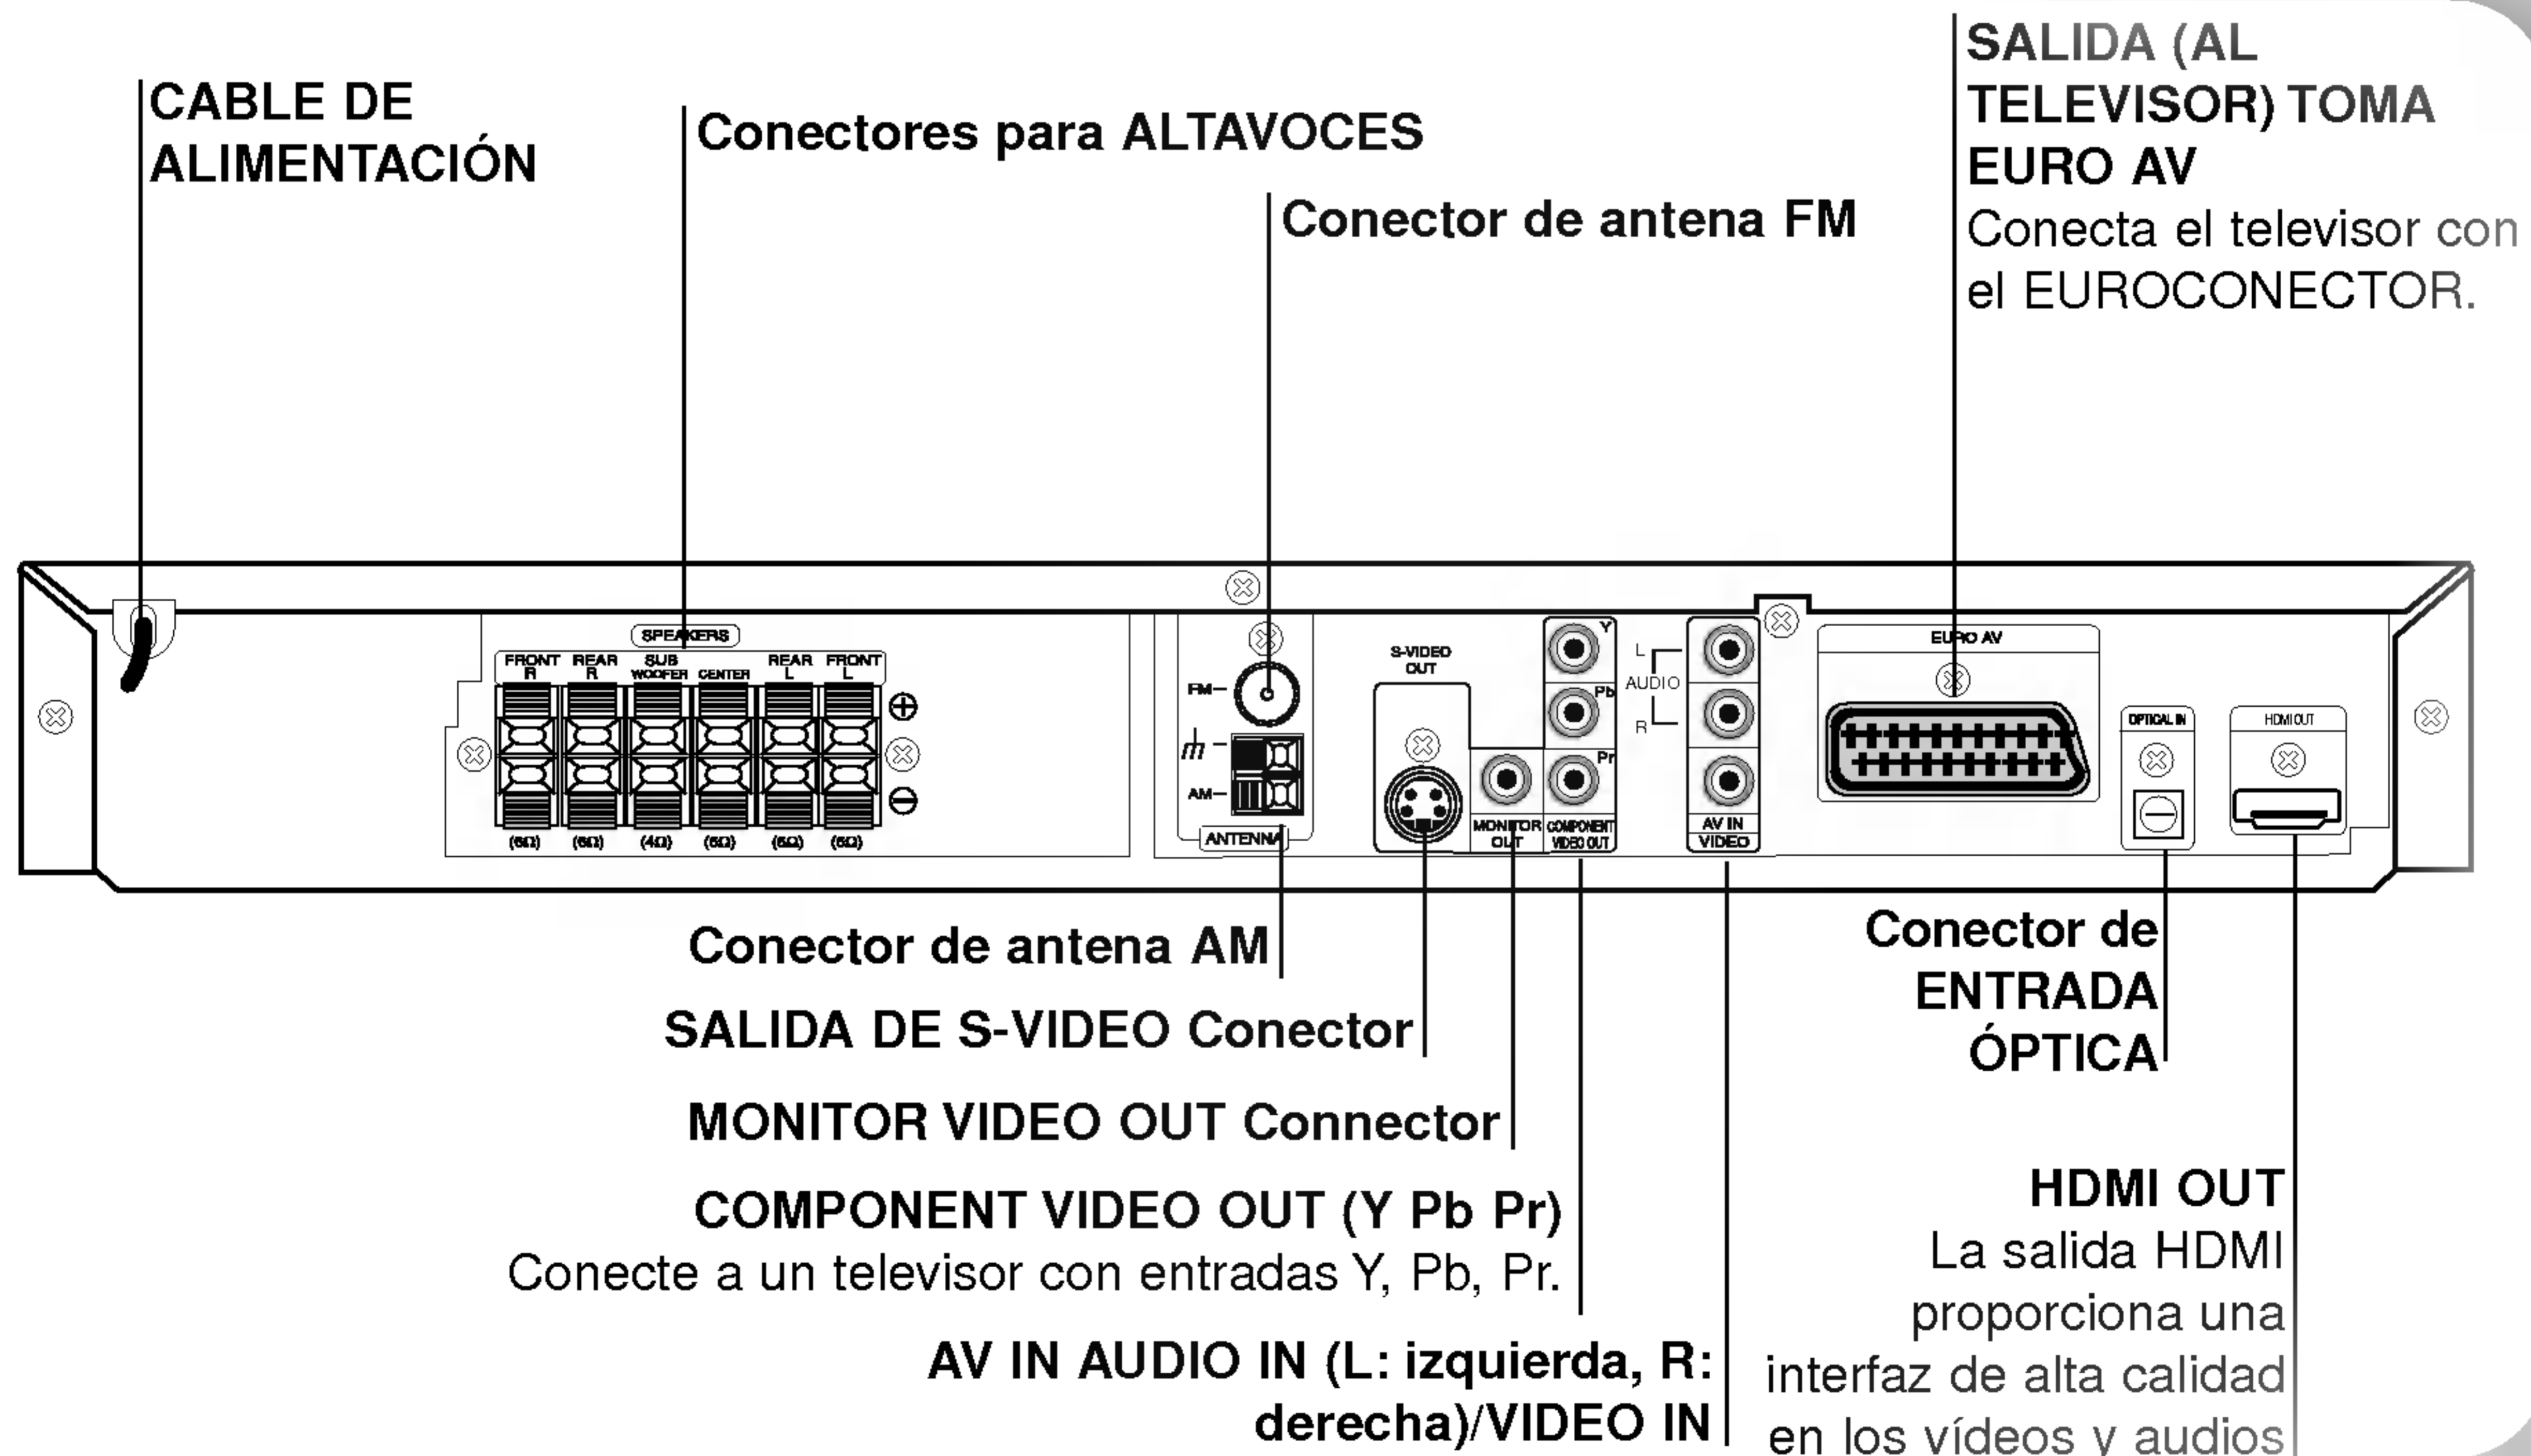 CABLE DE
ALIMENTACIÓN
Conectores para ALTAVOCES
Conector de antena FM
SALIDA (AL
TELEVISOR) TOMA
EURO AV
Conecta el televisor con
el EUROCONECTOR.
SPEAKERS
FRONT R
REAR R
SUB WOOFER
CENTER
REAR L
FRONT L
(6Ω) (6Ω) (4Ω) (6Ω) (6Ω) (6Ω)
FM
AM
ANTENNA
S-VIDEO
OUT
MONITOR
OUT
Y
Pb
Pr
COMPONENT
VIDEO OUT
L
AUDIO
R
AV IN
VIDEO
EURO AV
OPTICAL IN
HDMI OUT
Conector de antena AM
SALIDA DE S-VIDEO Conector
MONITOR VIDEO OUT Connector
COMPONENT VIDEO OUT (Y Pb Pr)
Conecte a un televisor con entradas Y, Pb, Pr.
AV IN AUDIO IN (L: izquierda, R:
derecha)/VIDEO IN
Conector de
ENTRADA
ÓPTICA
HDMI OUT
La salida HDMI
proporciona una
interfaz de alta calidad
en los vídeos y audios